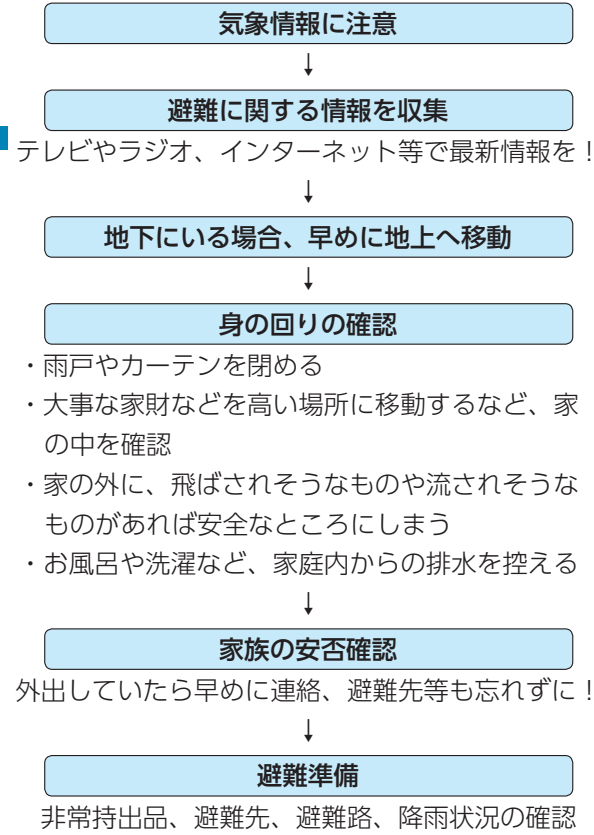 気象情報に注意
↓
避難に関する情報を収集
テレビやラジオ、インターネット等で最新情報を！
↓
地下にいる場合、早めに地上へ移動
↓
身の回りの確認
・雨戸やカーテンを閉める
・大事な家財などを高い場所に移動するなど、家
の中を確認
・家の外に、飛ばされそうなものや流されそうな
ものがあれば安全なところにしまう
・お風呂や洗濯など、家庭内からの排水を控える
↓
家族の安否確認
外出していたら早めに連絡、避難先等も忘れずに！
↓
避難準備
非常持出品、避難先、避難路、降雨状況の確認